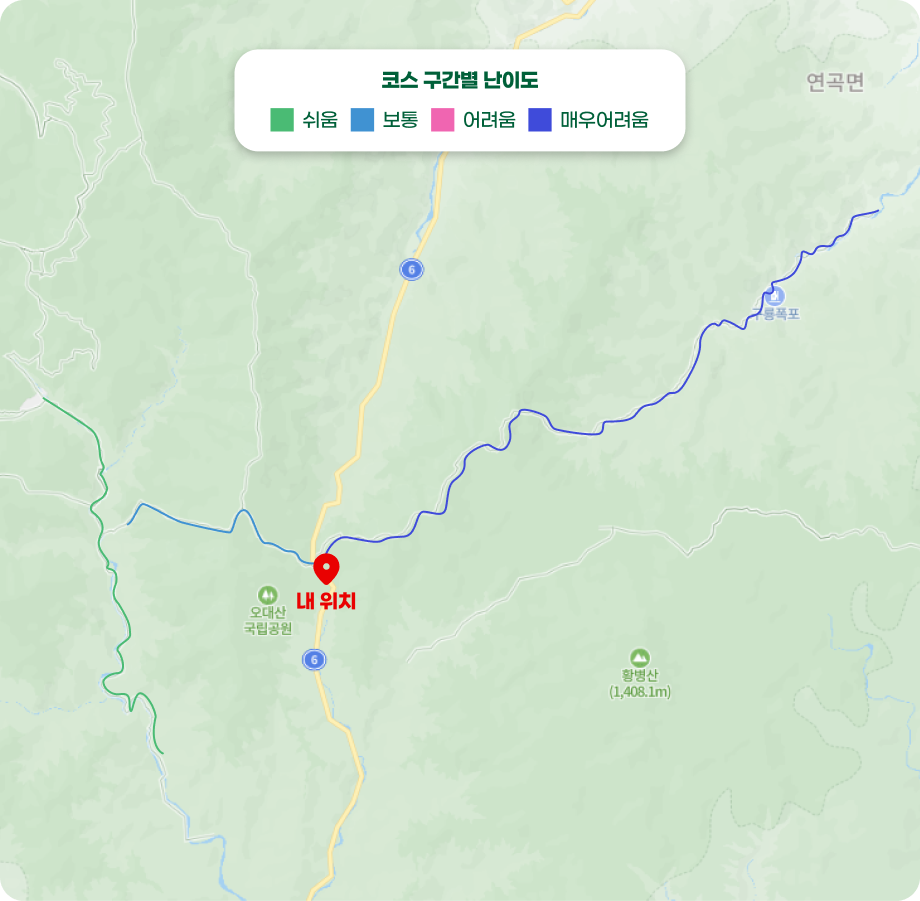 코스 구간별 난이도
쉬움 보통 어려움 매우어려움
연곡면
6
구룡폭포
내 위치
오대산
국립공원
6
황병산
(1,408.1m)